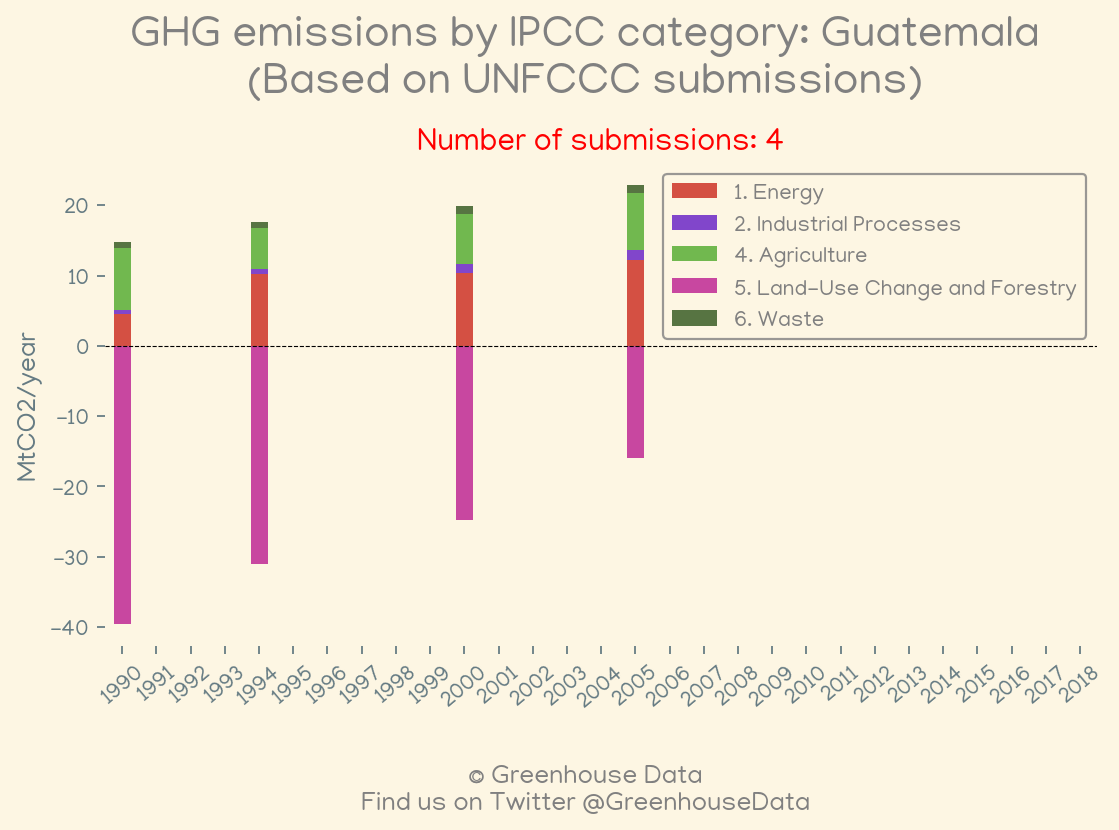 GHG emissions by IPCC category: Guatemala
(Based on UNFCCC submissions)
Number of submissions: 4
1. Energy
2. Industrial Processes
4. Agriculture
5. Land-Use Change and Forestry
6. Waste
MtCO2/year
20
10
0
−10
−20
−30
−40
1990 1991 1992 1993 1994 1995 1996 1997 1998 1999 2000 2001 2002 2003 2004 2005 2006 2007 2008 2009 2010 2011 2012 2013 2014 2015 2016 2017 2018
© Greenhouse Data
Find us on Twitter @GreenhouseData